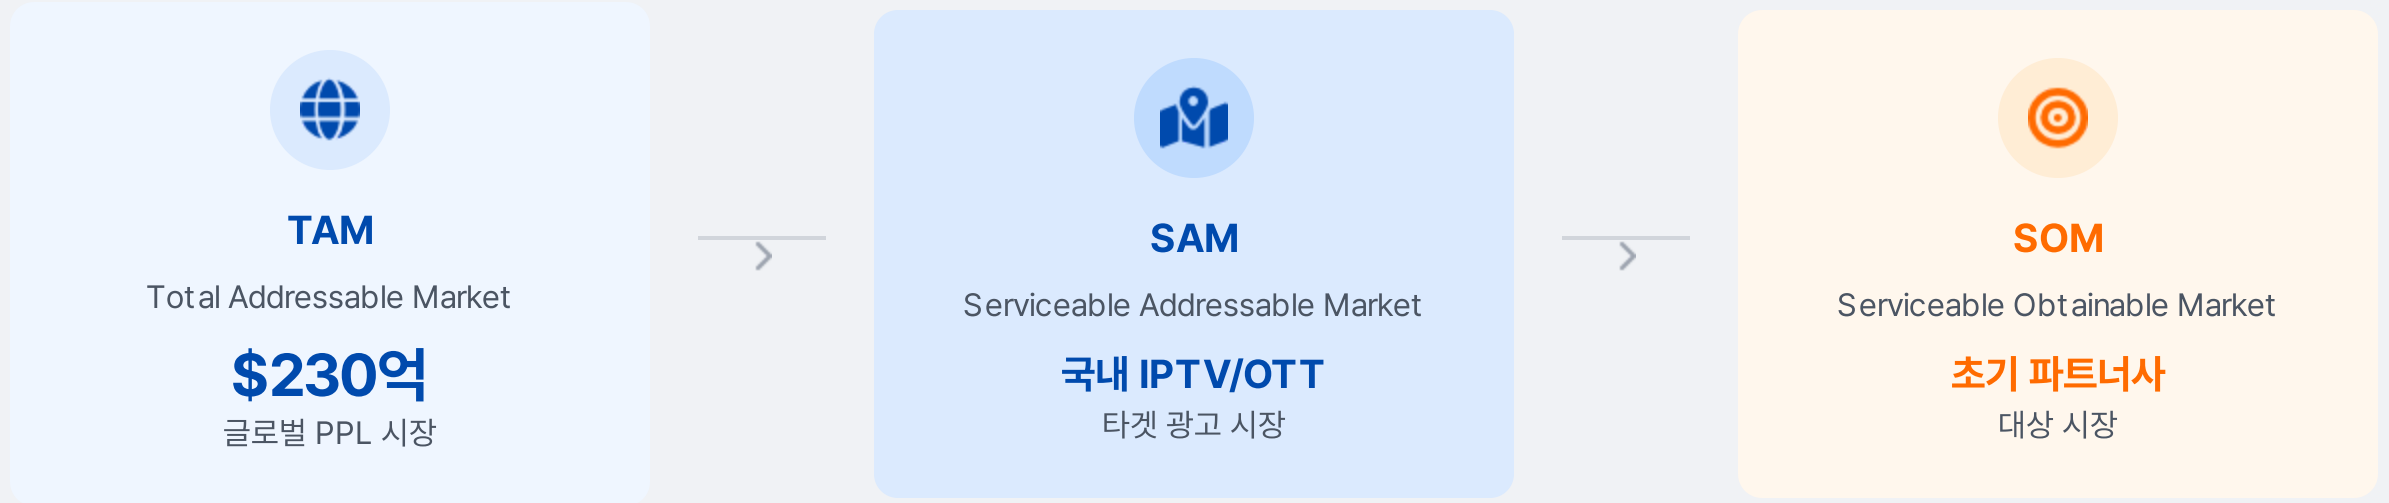 TAM
Total Addressable Market
$230억
글로벌 PPL 시장
SAM
Serviceable Addressable Market
국내 IPTV/OTT
타겟 광고 시장
SOM
Serviceable Obtainable Market
초기 파트너사
대상 시장